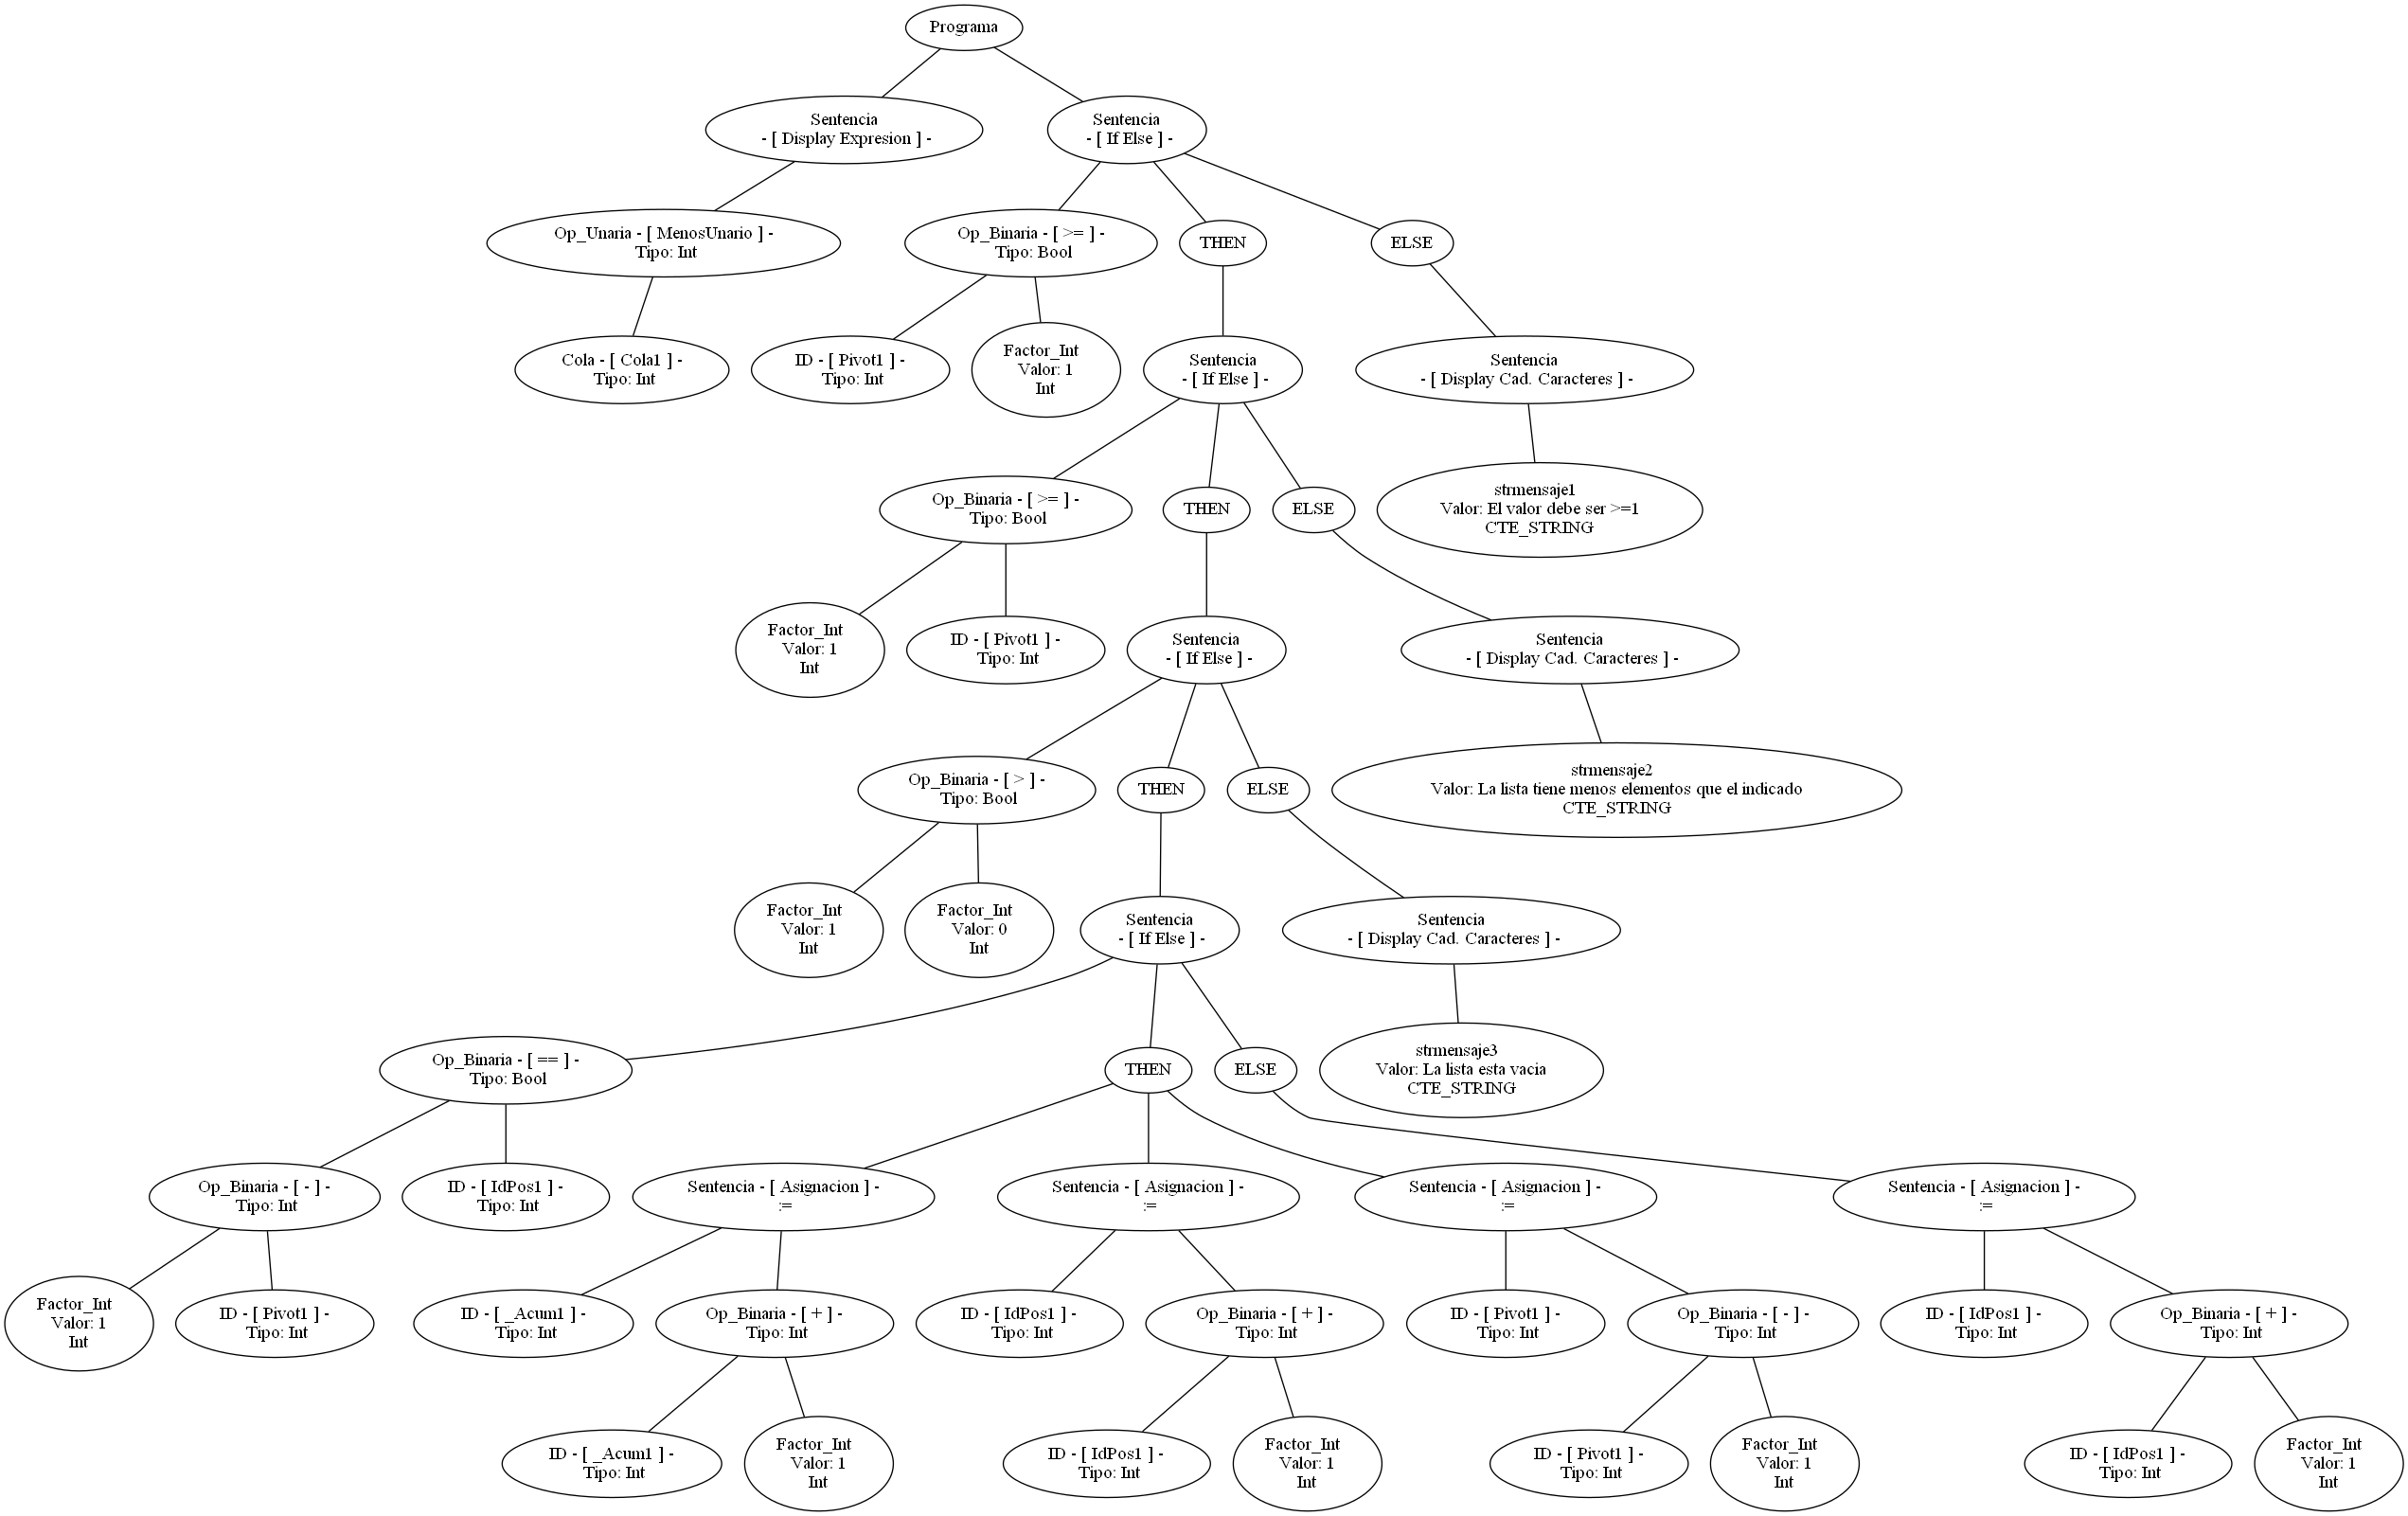 Programa
Sentencia
- [ Display Expresion ] -
Sentencia
- [ If Else ] -
Op_Unaria - [ MenosUnario ] -
Tipo: Int
Op_Binaria - [ >= ] -
Tipo: Bool
THEN
ELSE
Cola - [ Cola1 ] -
Tipo: Int
ID - [ Pivot1 ] -
Tipo: Int
Factor_Int
Valor: 1
Int
Sentencia
- [ If Else ] -
Sentencia
- [ Display Cad. Caracteres ] -
Op_Binaria - [ >= ] -
Tipo: Bool
THEN
ELSE
strmensaje1
Valor: El valor debe ser >=1
CTE_STRING
Factor_Int
Valor: 1
Int
ID - [ Pivot1 ] -
Tipo: Int
Sentencia
- [ If Else ] -
Sentencia
- [ Display Cad. Caracteres ] -
Op_Binaria - [ > ] -
Tipo: Bool
THEN
ELSE
strmensaje2
Valor: La lista tiene menos elementos que el indicado
CTE_STRING
Factor_Int
Valor: 1
Int
Factor_Int
Valor: 0
Int
Sentencia
- [ If Else ] -
Sentencia
- [ Display Cad. Caracteres ] -
Op_Binaria - [ == ] -
Tipo: Bool
THEN
ELSE
strmensaje3
Valor: La lista esta vacia
CTE_STRING
Op_Binaria - [ - ] -
Tipo: Int
ID - [ IdPos1 ] -
Tipo: Int
Sentencia - [ Asignacion ] -
:=
Sentencia - [ Asignacion ] -
:=
Sentencia - [ Asignacion ] -
:=
Sentencia - [ Asignacion ] -
:=
Factor_Int
Valor: 1
Int
ID - [ Pivot1 ] -
Tipo: Int
ID - [ _Acum1 ] -
Tipo: Int
Op_Binaria - [ + ] -
Tipo: Int
ID - [ IdPos1 ] -
Tipo: Int
Op_Binaria - [ + ] -
Tipo: Int
ID - [ Pivot1 ] -
Tipo: Int
Op_Binaria - [ - ] -
Tipo: Int
ID - [ IdPos1 ] -
Tipo: Int
Op_Binaria - [ + ] -
Tipo: Int
ID - [ _Acum1 ] -
Tipo: Int
Factor_Int
Valor: 1
Int
ID - [ IdPos1 ] -
Tipo: Int
Factor_Int
Valor: 1
Int
ID - [ Pivot1 ] -
Tipo: Int
Factor_Int
Valor: 1
Int
ID - [ IdPos1 ] -
Tipo: Int
Factor_Int
Valor: 1
Int